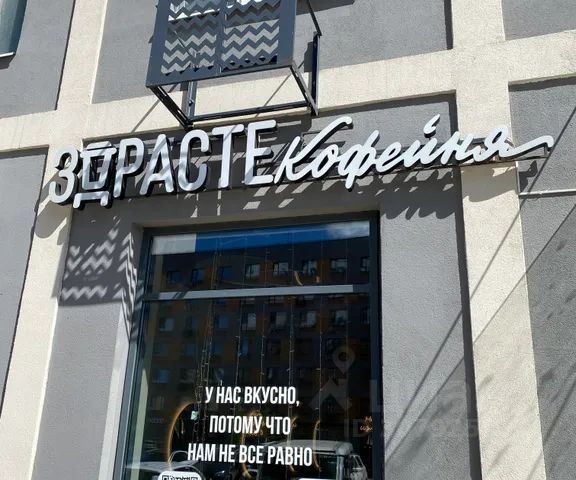 ЗДРАСТЕ кофейня
У НАС ВКУСНО,
ПОТОМУ ЧТО
НАМ НЕ ВСЕ РАВНО